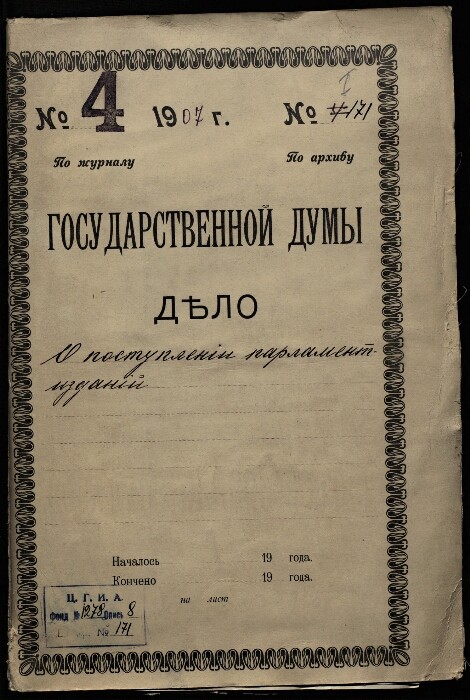 I
№ 4 1907 г. № 171
По журналу По архиву
ГОСУДАРСТВЕННОЙ ДУМЫ
ДѢЛО
О поступленiи парламент.
изданiй
Началось 19 года.
Кончено 19 года.
на лист
Ц. Г. И. А.
Фонд № 1278 Опись 8
№ 171